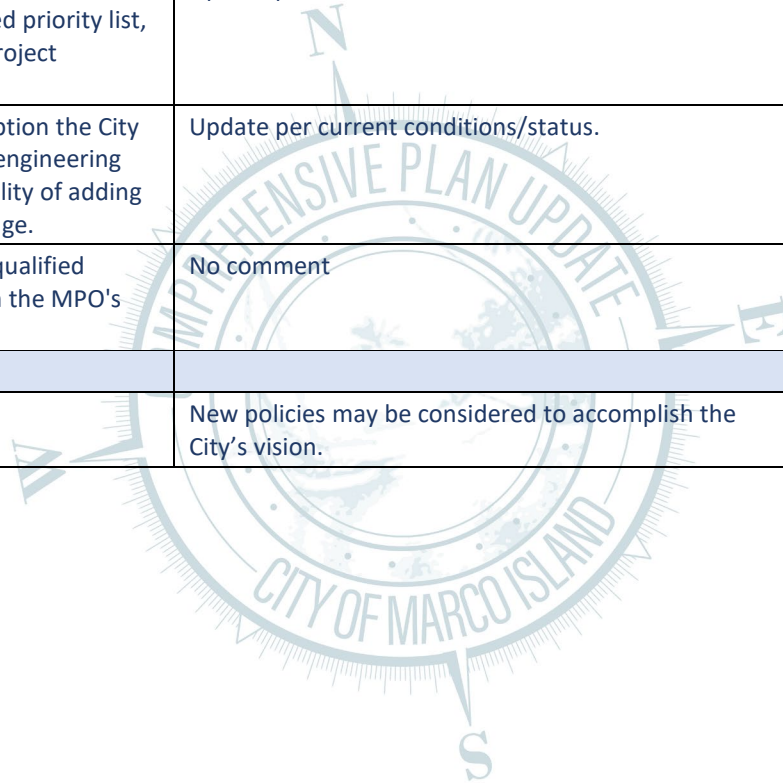 ed priority list,
roject
ption the City
engineering
lity of adding
ge.
Update per current conditions/status.
qualified
n the MPO's
No comment
New policies may be considered to accomplish the
City's vision.
N
E
S
W
COMPREHENSIVE PLAN UPDATE
CITY OF MARCO ISLAND